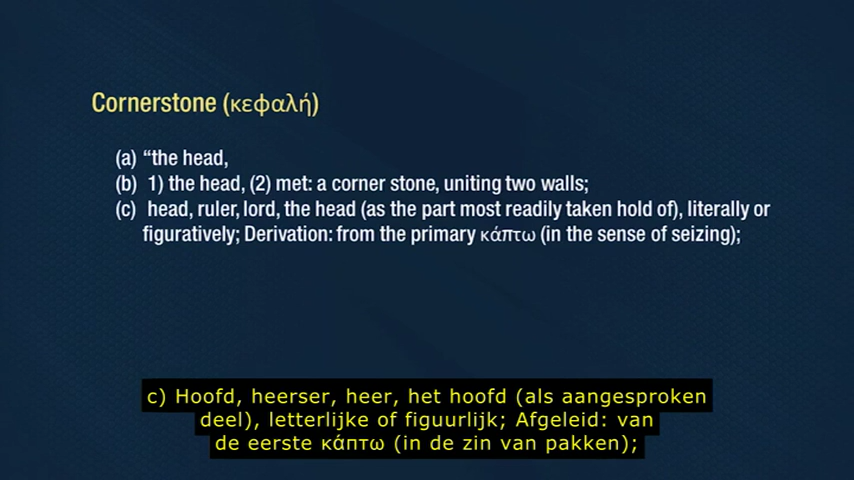 Cornerstone (κεφαλή)
(a) “the head,
(b) 1) the head, (2) met: a corner stone, uniting two walls;
(c) head, ruler, lord, the head (as the part most readily taken hold of), literally or
figuratively; Derivation: from the primary κάπτω (in the sense of seizing);
c) Hoofd, heerser, heer, het hoofd (als aangesproken
deel), letterlijke of figuurlijk; Afgeleid: van
de eerste κάπτω (in de zin van pakken);